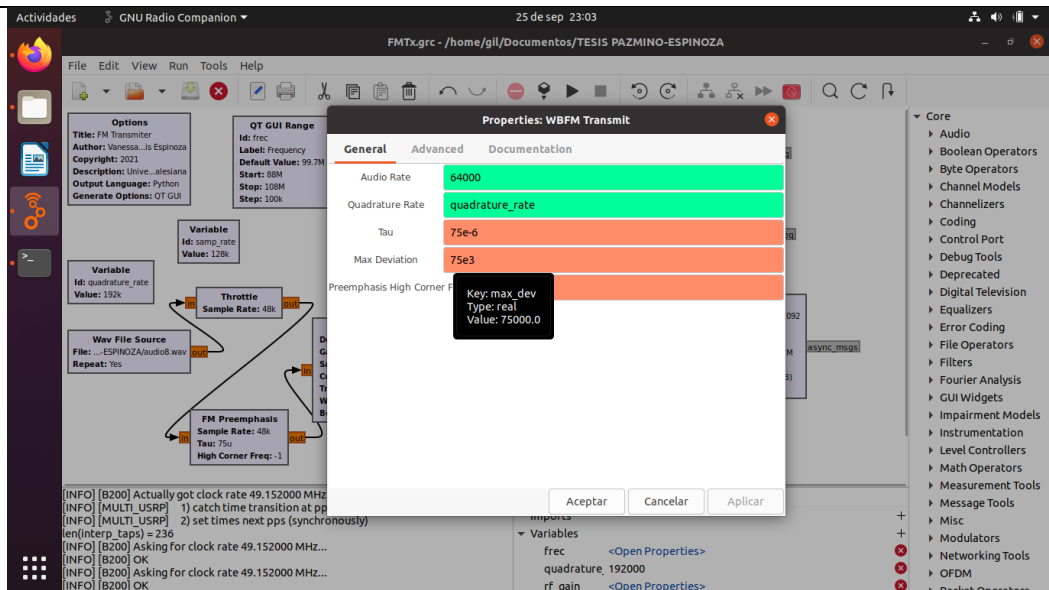 Actividades GNU Radio Companion 25 de sep 23:03
FMTx.grc - /home/gil/Documentos/TESIS PAZMINO-ESPINOZA
File Edit View Run Tools Help
Options
Title: FM Transmiter
Author: Vanessa...is Espinoza
Copyright: 2021
Description: Unive...alesiana
Output Language: Python
Generate Options: QT GUI
QT GUI Range
Id: frec
Label: Frequency
Default Value: 99.7M
Start: 88M
Stop: 108M
Step: 100k
Variable
Id: samp_rate
Value: 128k
Variable
Id: quadrature_rate
Value: 192k
Throttle
Sample Rate: 48k
in
out
Wav File Source
File: ...-ESPINOZA/audio8.wav
Repeat: Yes
out
in
FM Preemphasis
Sample Rate: 48k
Tau: 75u
High Corner Freq: -1
in
out
Properties: WBFM Transmit
General Advanced Documentation
Audio Rate 64000
Quadrature Rate quadrature_rate
Tau 75e-6
Max Deviation 75e3
Preemphasis High Corner F
Key: max_dev
Type: real
Value: 75000.0
Aceptar Cancelar Aplicar
092
async_msgs
[INFO] [B200] Actually got clock rate 49.152000 MHz
[INFO] [MULTI_USRP] 1) catch time transition at pp
[INFO] [MULTI_USRP] 2) set times next pps (synchronously)
len(interp_taps) = 236
[INFO] [B200] Asking for clock rate 49.152000 MHz...
[INFO] [B200] OK
[INFO] [B200] Asking for clock rate 49.152000 MHz...
[INFO] [B200] OK
Imports
Variables
frec <Open Properties>
quadrature_ 192000
rf_gain <Open Properties>
Core
Audio
Boolean Operators
Byte Operators
Channel Models
Channelizers
Coding
Control Port
Debug Tools
Deprecated
Digital Television
Equalizers
Error Coding
File Operators
Filters
Fourier Analysis
GUI Widgets
Impairment Models
Instrumentation
Level Controllers
Math Operators
Measurement Tools
Message Tools
Misc
Modulators
Networking Tools
OFDM
Packet Operators